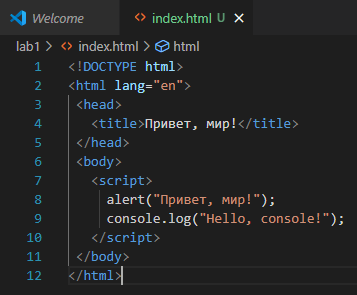 Welcome
index.html U ×
lab1 > index.html > html
1 <!DOCTYPE html>
2 <html lang="en">
3 <head>
4 <title>Привет, мир!</title>
5 </head>
6 <body>
7 <script>
8 alert("Привет, мир!");
9 console.log("Hello, console!");
10 </script>
11 </body>
12 </html>